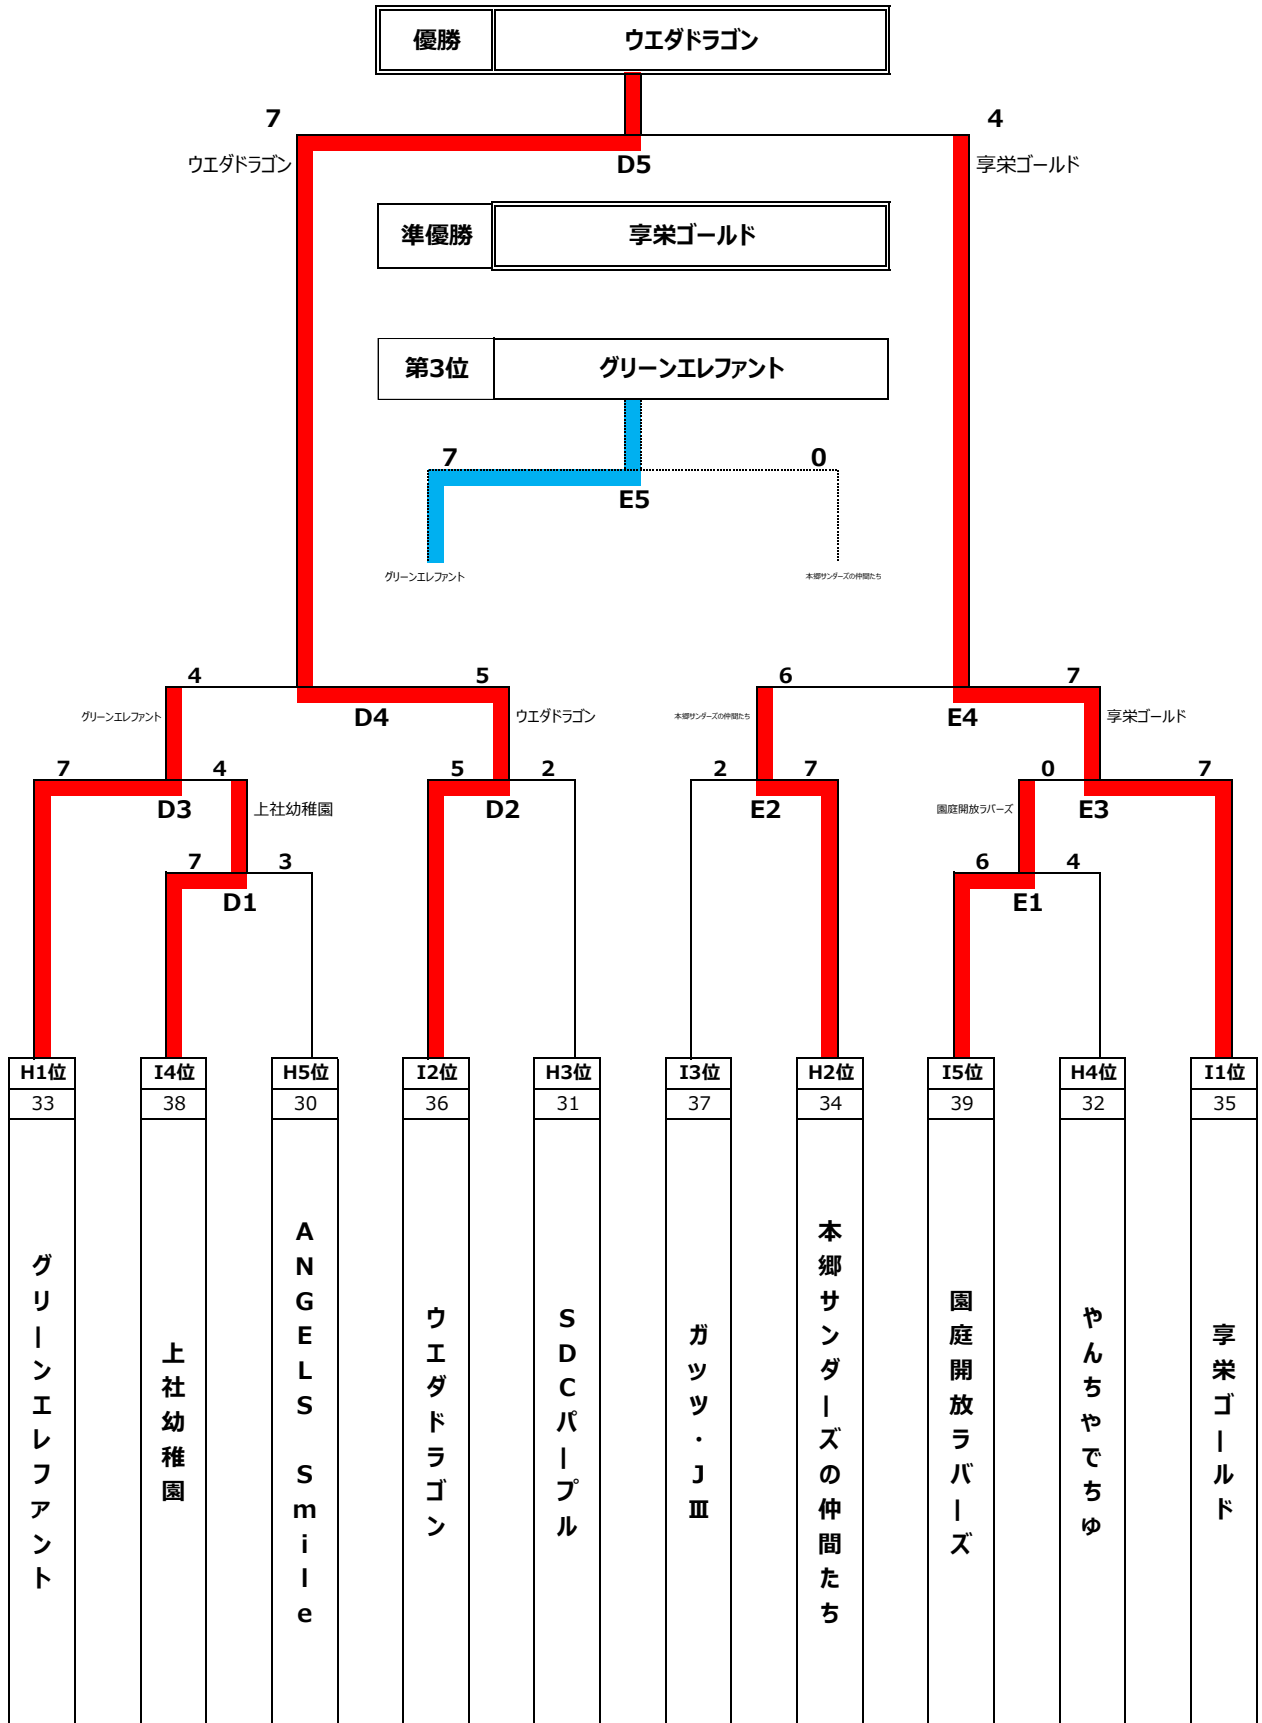 優勝 ウエダドラゴン
7 4
ウエダドラゴン D5 享栄ゴールド
準優勝 享栄ゴールド
第3位 グリーンエレファント
7 0
E5
グリーンエレファント 本郷サンダーズの仲間たち
4 5 6 7
グリーンエレファント D4 ウエダドラゴン 本郷サンダーズの仲間たち E4 享栄ゴールド
7 4 5 2 2 7 0 7
D3 上社幼稚園 D2 E2 園庭開放ラバーズ E3
7 3 6 4
D1 E1
H1位 I4位 H5位 I2位 H3位 I3位 H2位 I5位 H4位 I1位
33 38 30 36 31 37 34 39 32 35
グリーンエレファント
上社幼稚園
ANGELS Smile
ウエダドラゴン
SDCパープル
ガッツ・JⅢ
本郷サンダーズの仲間たち
園庭開放ラバーズ
やんちゃでちゅ
享栄ゴールド